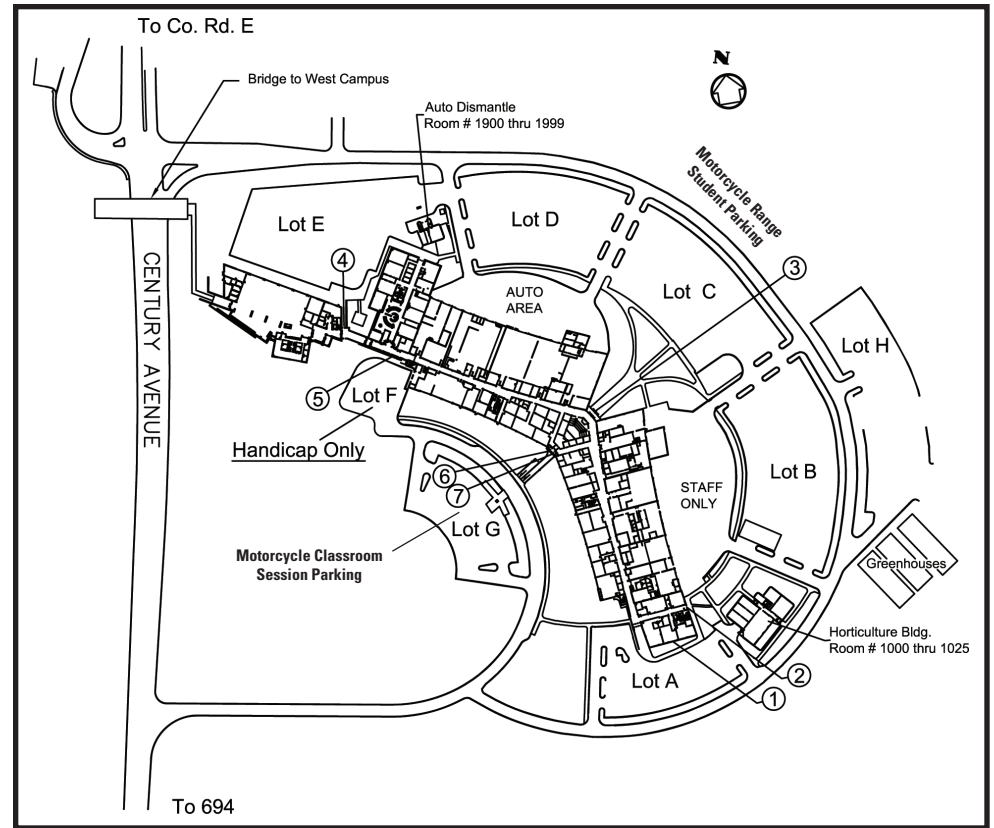 To Co. Rd. E
N
Bridge to West Campus
Auto Dismantle
Room # 1900 thru 1999
Motorcycle Range
Student Parking
Lot E
Lot D
4
3
CENTURY AVENUE
AUTO
AREA
Lot C
Lot H
5
Lot F
Handicap Only
6
7
Lot B
STAFF
ONLY
Lot G
Motorcycle Classroom
Session Parking
Greenhouses
Horticulture Bldg.
Room # 1000 thru 1025
Lot A
2
1
To 694